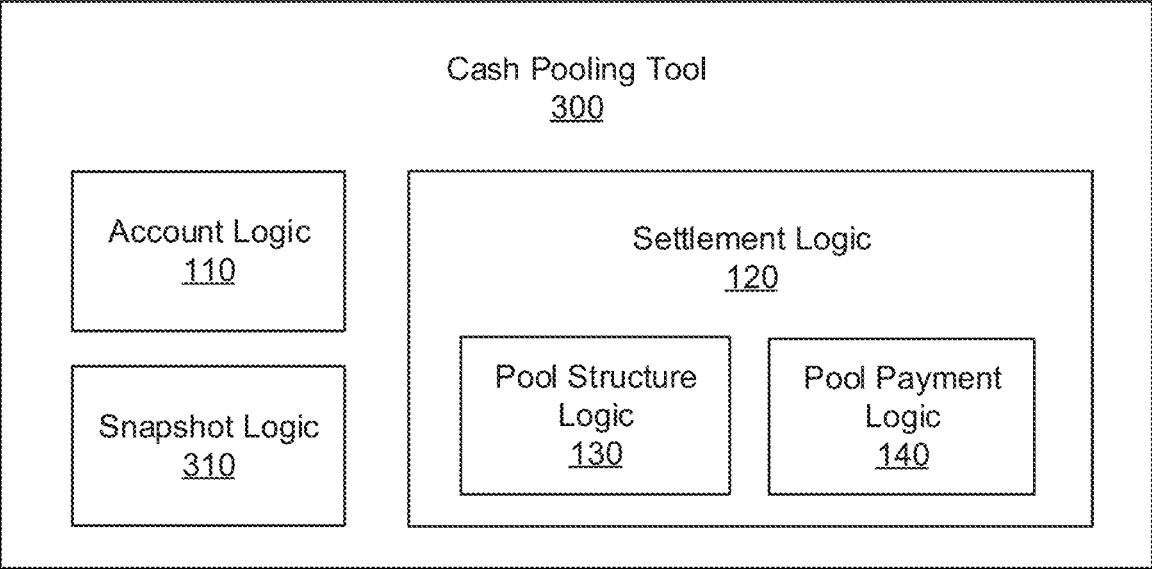 Cash Pooling Tool
300
Account Logic
110
Snapshot Logic
310
Settlement Logic
120
Pool Structure
Logic
130
Pool Payment
Logic
140